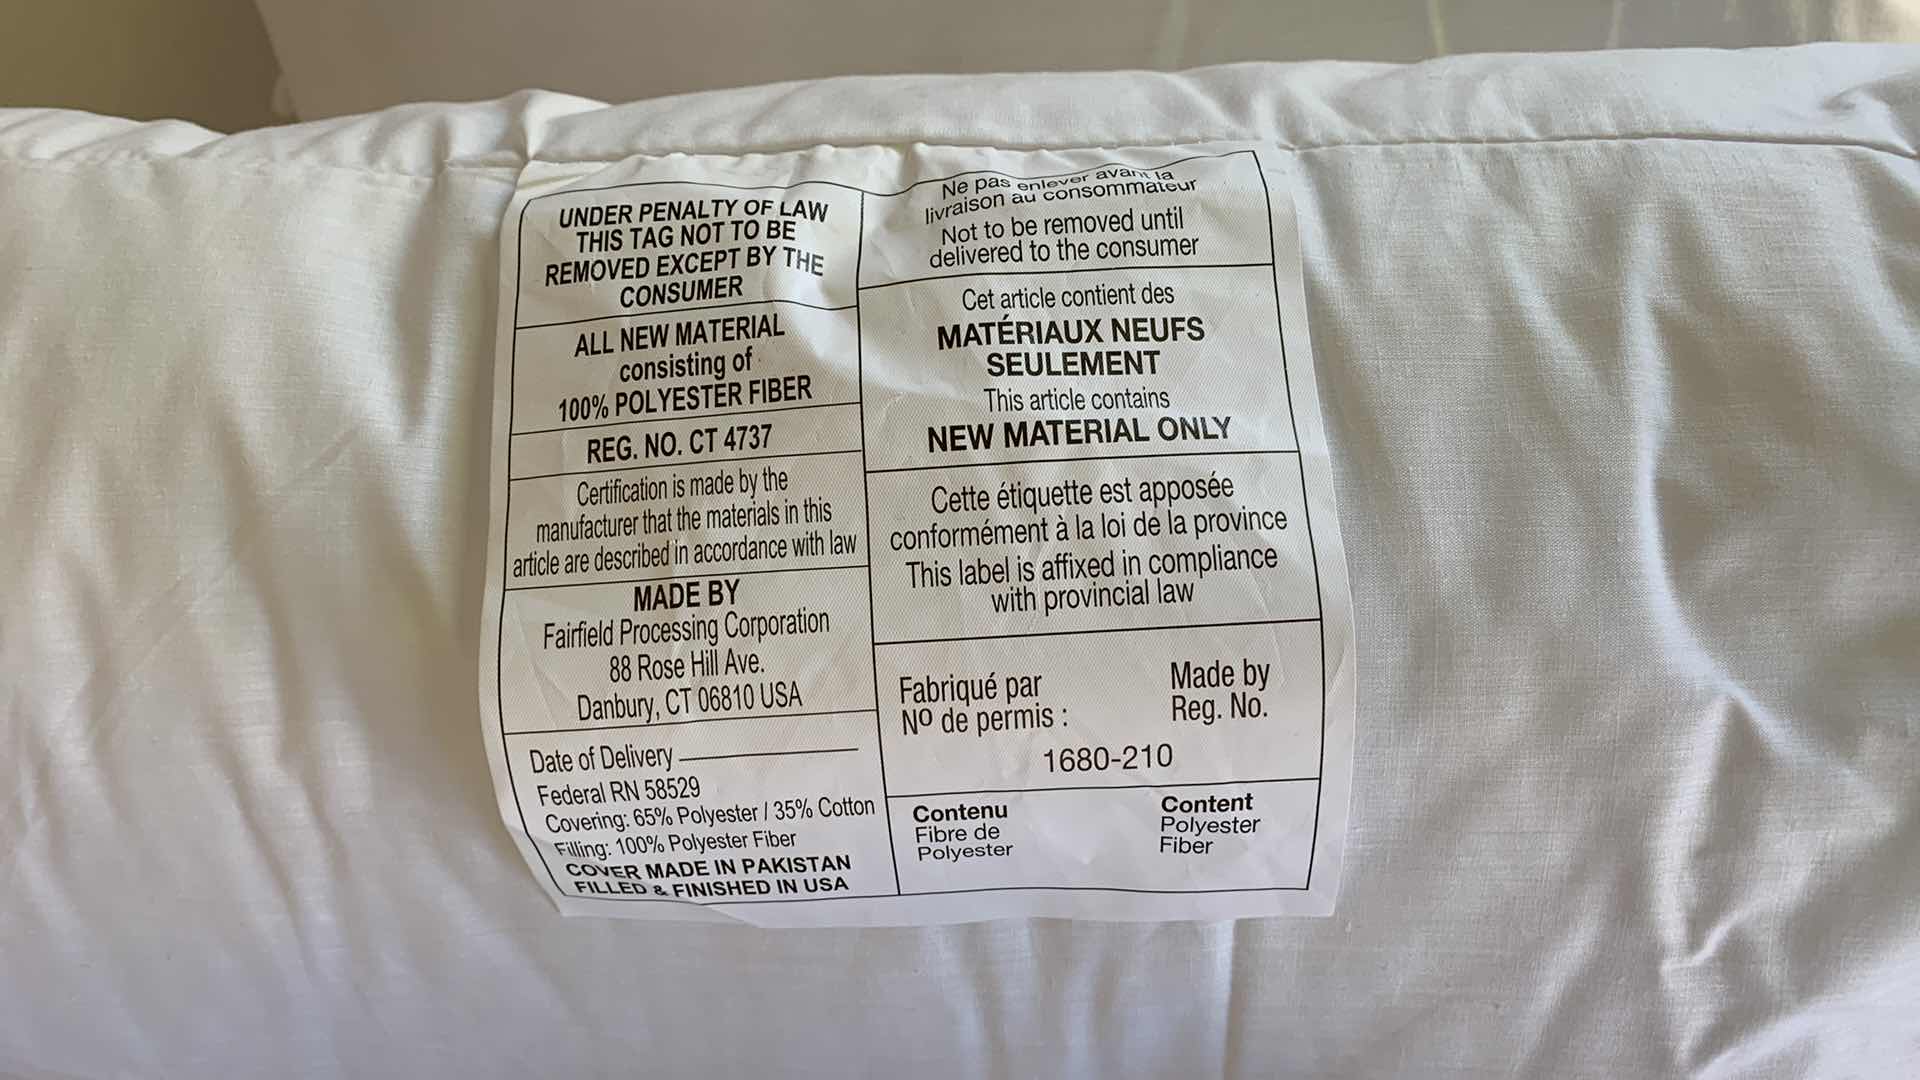 UNDER PENALTY OF LAW
THIS TAG NOT TO BE
REMOVED EXCEPT BY THE
CONSUMER
ALL NEW MATERIAL
consisting of
100% POLYESTER FIBER
REG. NO. CT 4737
Certification is made by the
manufacturer that the materials in this
article are described in accordance with law
MADE BY
Fairfield Processing Corporation
88 Rose Hill Ave.
Danbury, CT 06810 USA
Date of Delivery
Federal RN 58529
Covering: 65% Polyester / 35% Cotton
Filling: 100% Polyester Fiber
COVER MADE IN PAKISTAN
FILLED & FINISHED IN USA
Ne pas enlever avant la
livraison au consommateur
Not to be removed until
delivered to the consumer
Cet article contient des
MATÉRIAUX NEUFS
SEULEMENT
This article contains
NEW MATERIAL ONLY
Cette étiquette est apposée
conformément à la loi de la province
This label is affixed in compliance
with provincial law
Fabriqué par
Nº de permis :
Made by
Reg. No.
1680-210
Contenu
Fibre de
Polyester
Content
Polyester
Fiber